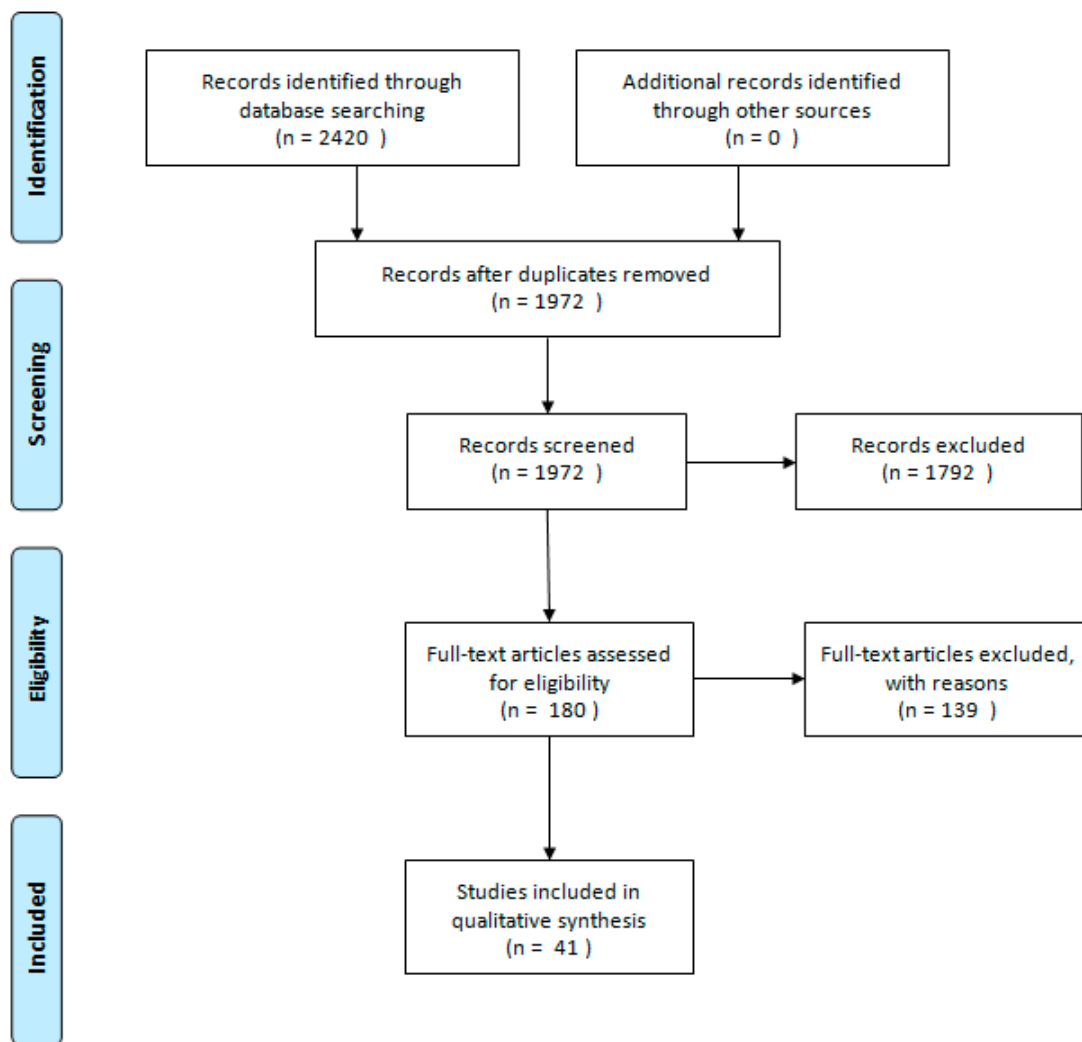 Identification
Records identified through
database searching
(n = 2420  )
Additional records identified
through other sources
(n = 0  )
Records after duplicates removed
(n = 1972  )
Screening
Records screened
(n = 1972  )
Records excluded
(n = 1792  )
Eligibility
Full-text articles assessed
for eligibility
(n =  180 )
Full-text articles excluded,
with reasons
(n = 139  )
Included
Studies included in
qualitative synthesis
(n =  41 )